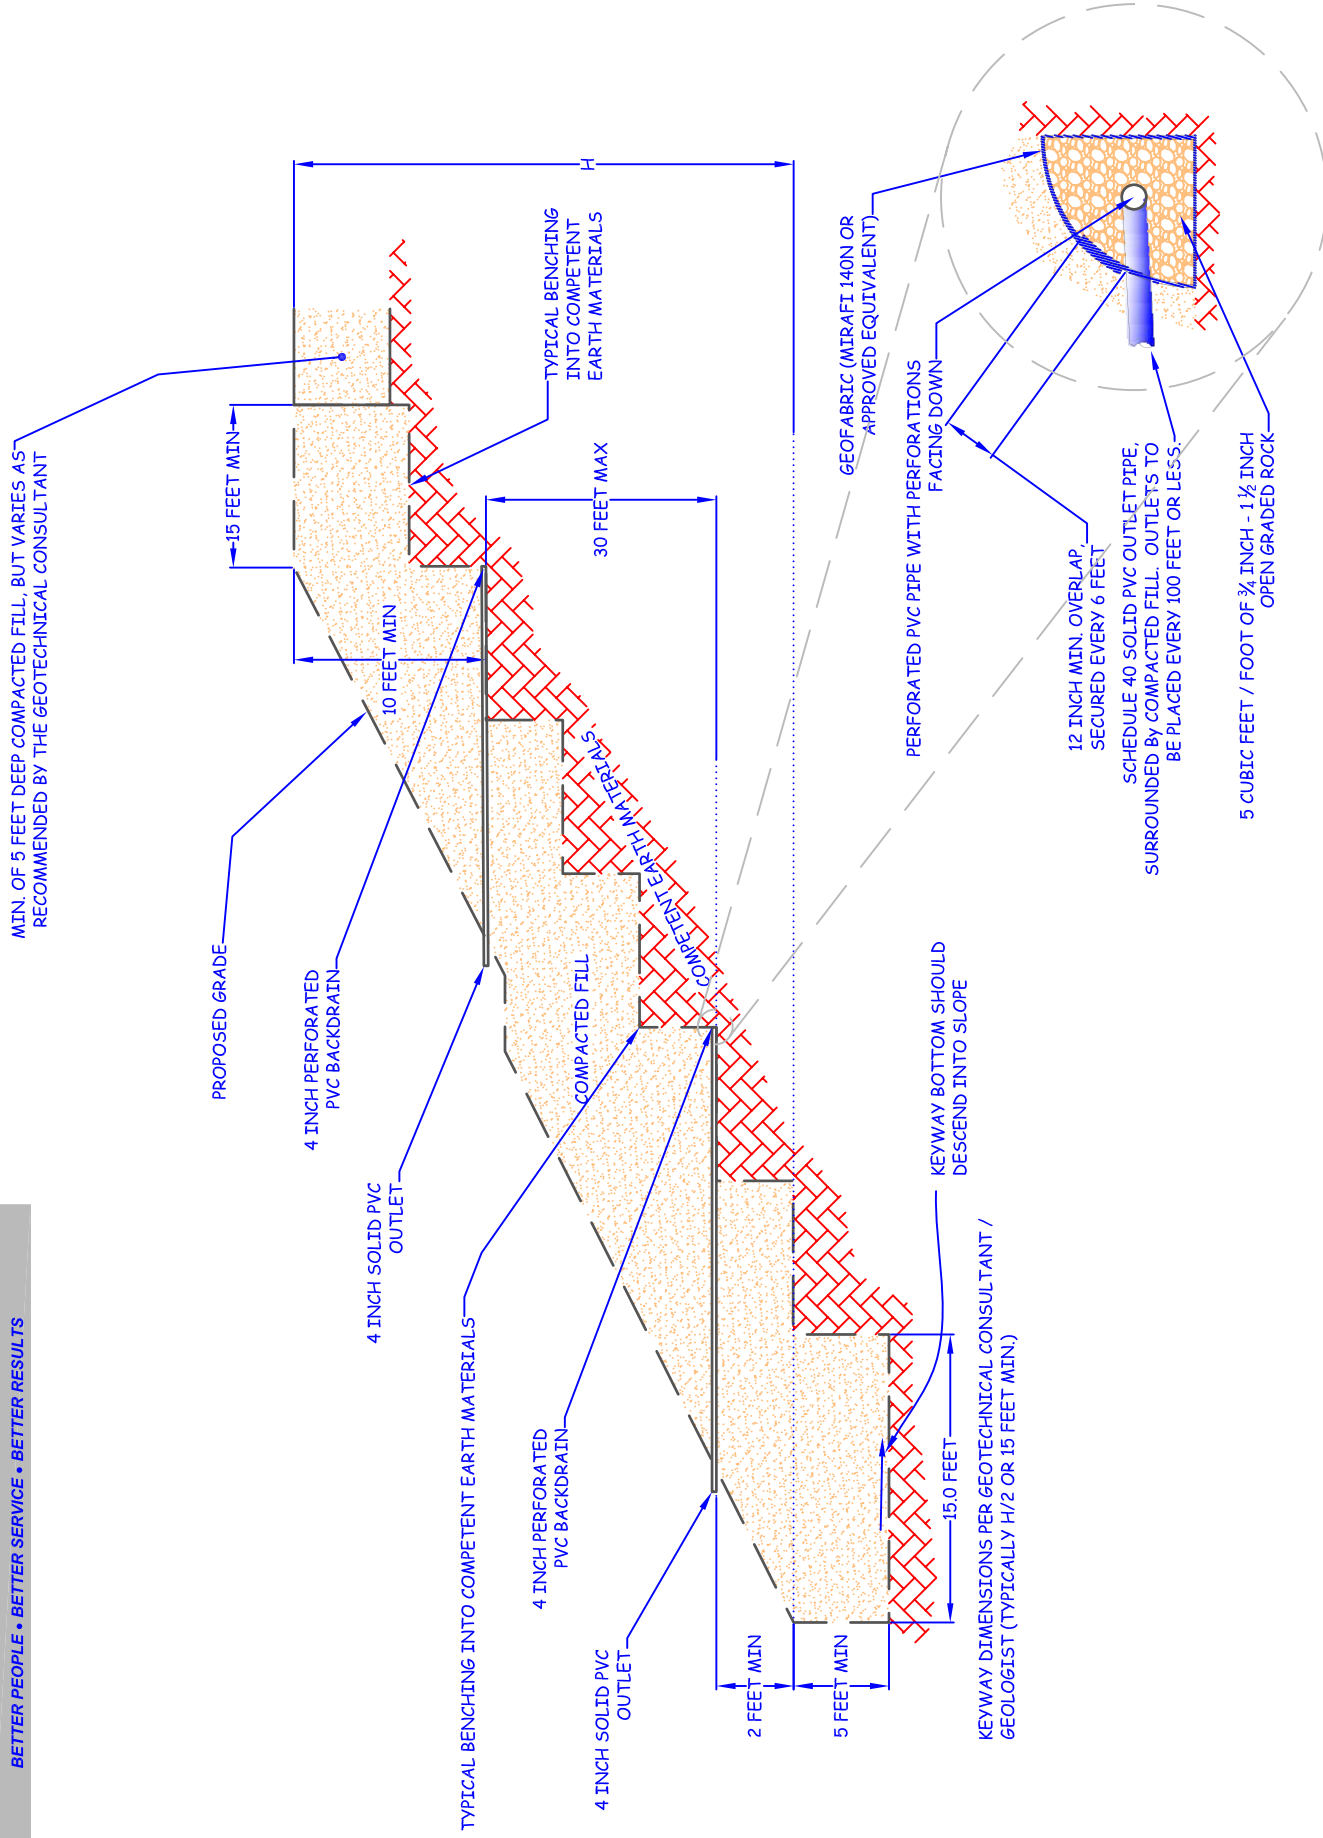 BETTER PEOPLE • BETTER SERVICE • BETTER RESULTS
MIN. OF 5 FEET DEEP COMPACTED FILL, BUT VARIES AS
RECOMMENDED BY THE GEOTECHNICAL CONSULTANT
PROPOSED GRADE
15 FEET MIN
4 INCH PERFORATED
PVC BACKDRAIN
10 FEET MIN
4 INCH SOLID PVC
OUTLET
TYPICAL BENCHING INTO COMPETENT EARTH MATERIALS
TYPICAL BENCHING
INTO COMPETENT
EARTH MATERIALS
H
COMPACTED FILL
COMPETENT EARTH MATERIALS,
30 FEET MAX
4 INCH PERFORATED
PVC BACKDRAIN
4 INCH SOLID PVC
OUTLET
2 FEET MIN
5 FEET MIN
KEYWAY BOTTOM SHOULD
DESCEND INTO SLOPE
15.0 FEET
KEYWAY DIMENSIONS PER GEOTECHNICAL CONSULTANT /
GEOLOGIST (TYPICALLY H/2 OR 15 FEET MIN.)
GEOFABRIC (MIRAFI 140N OR
APPROVED EQUIVALENT)
PERFORATED PVC PIPE WITH PERFORATIONS
FACING DOWN
12 INCH MIN. OVERLAP,
SECURED EVERY 6 FEET
SCHEDULE 40 SOLID PVC OUTLET PIPE,
SURROUNDED By COMPACTED FILL. OUTLETS TO
BE PLACED EVERY 100 FEET OR LESS.
5 CUBIC FEET / FOOT OF ¾ INCH - 1 ½ INCH
OPEN GRADED ROCK